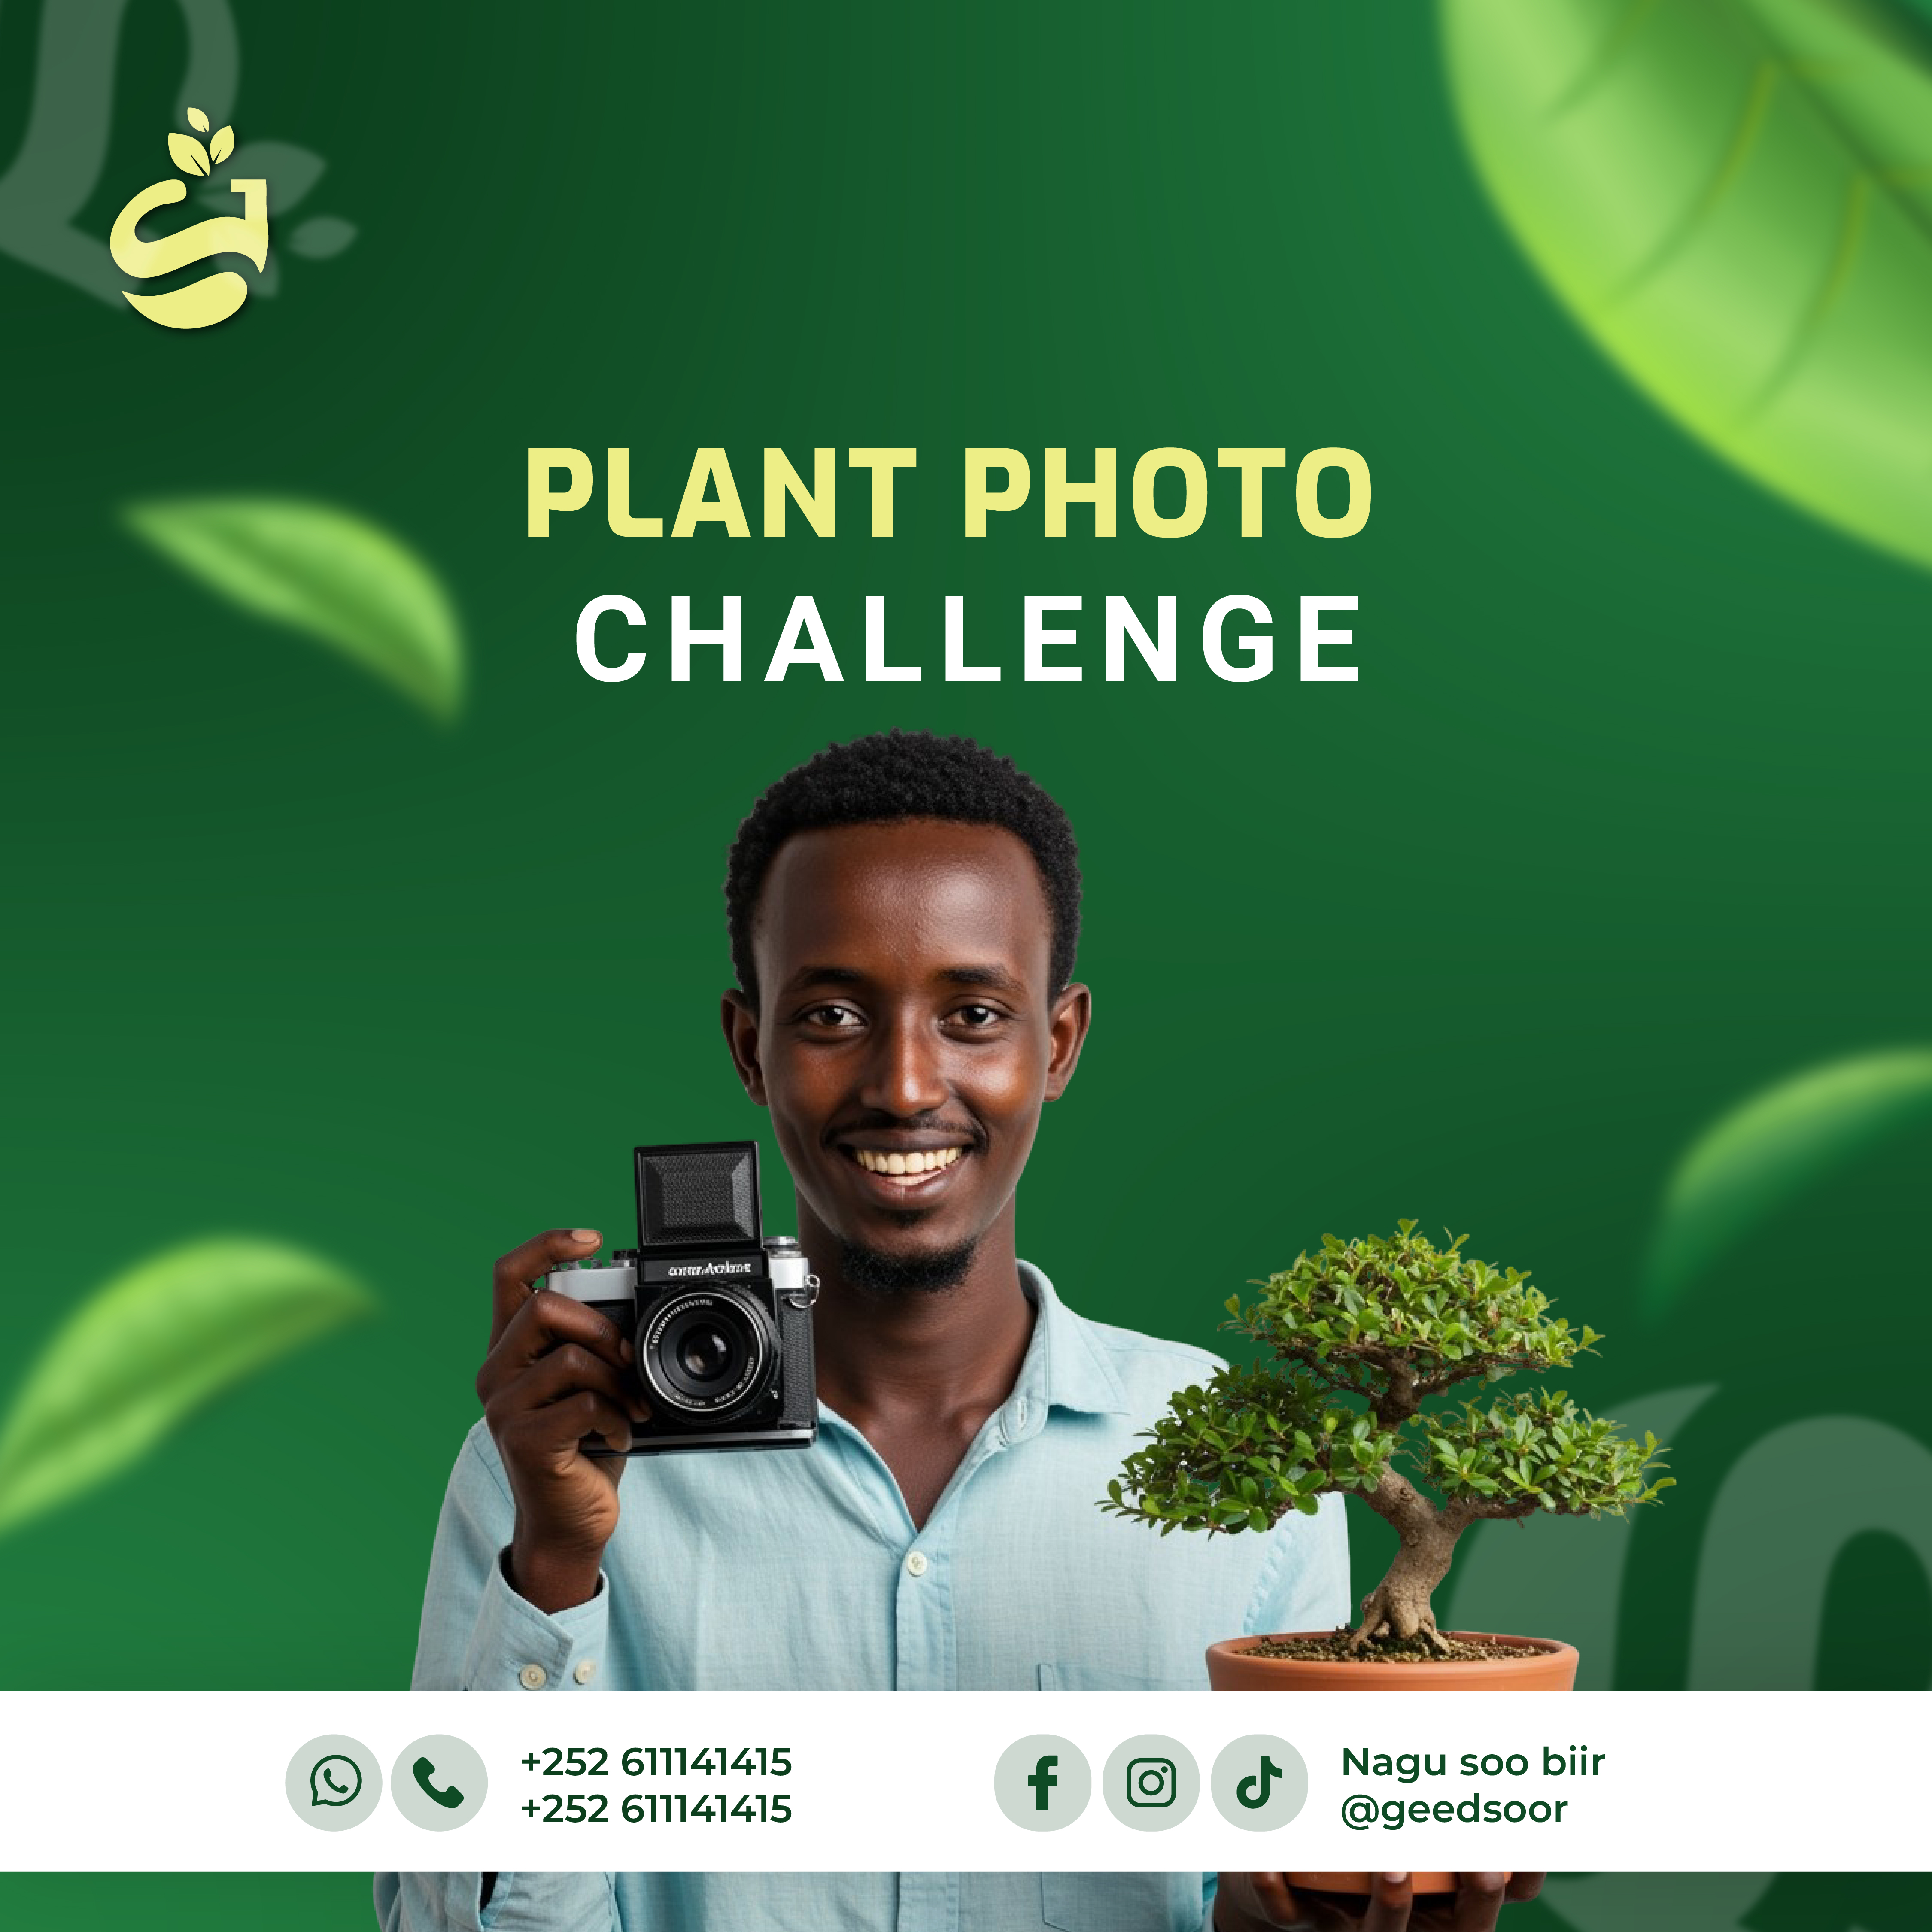 PLANT PHOTO
CHALLENGE
+252 611141415
+252 611141415
Nagu soo biir
@geedsoor